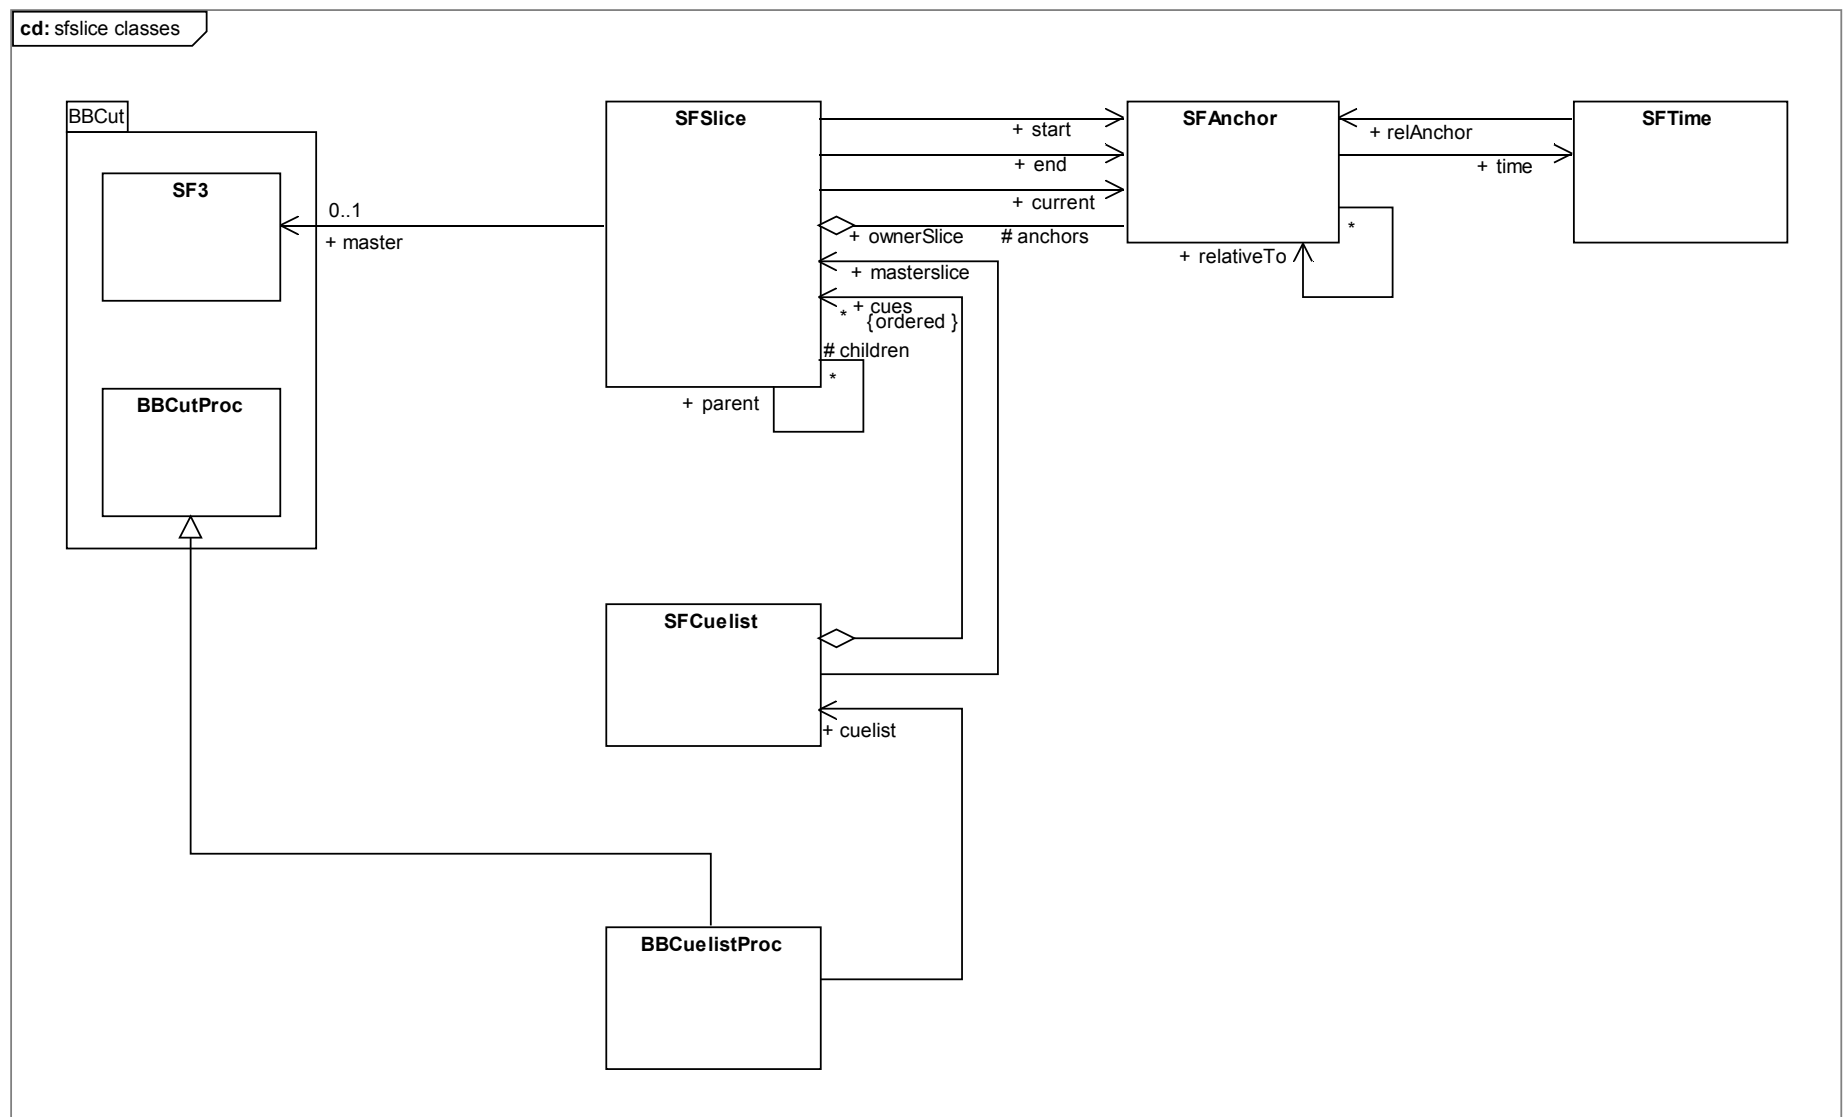 cd: sfslice classes
BBCut
SF3
BBCutProc
0..1
+ master
SFSlice
+ start
+ end
+ current
+ ownerSlice
# anchors
+ masterslice
+ cues
*
{ordered }
# children
*
+ parent
SFAnchor
+ relAnchor
+ time
SFTime
*
+ relativeTo
SFCuelist
+ cuelist
BBCuelistProc